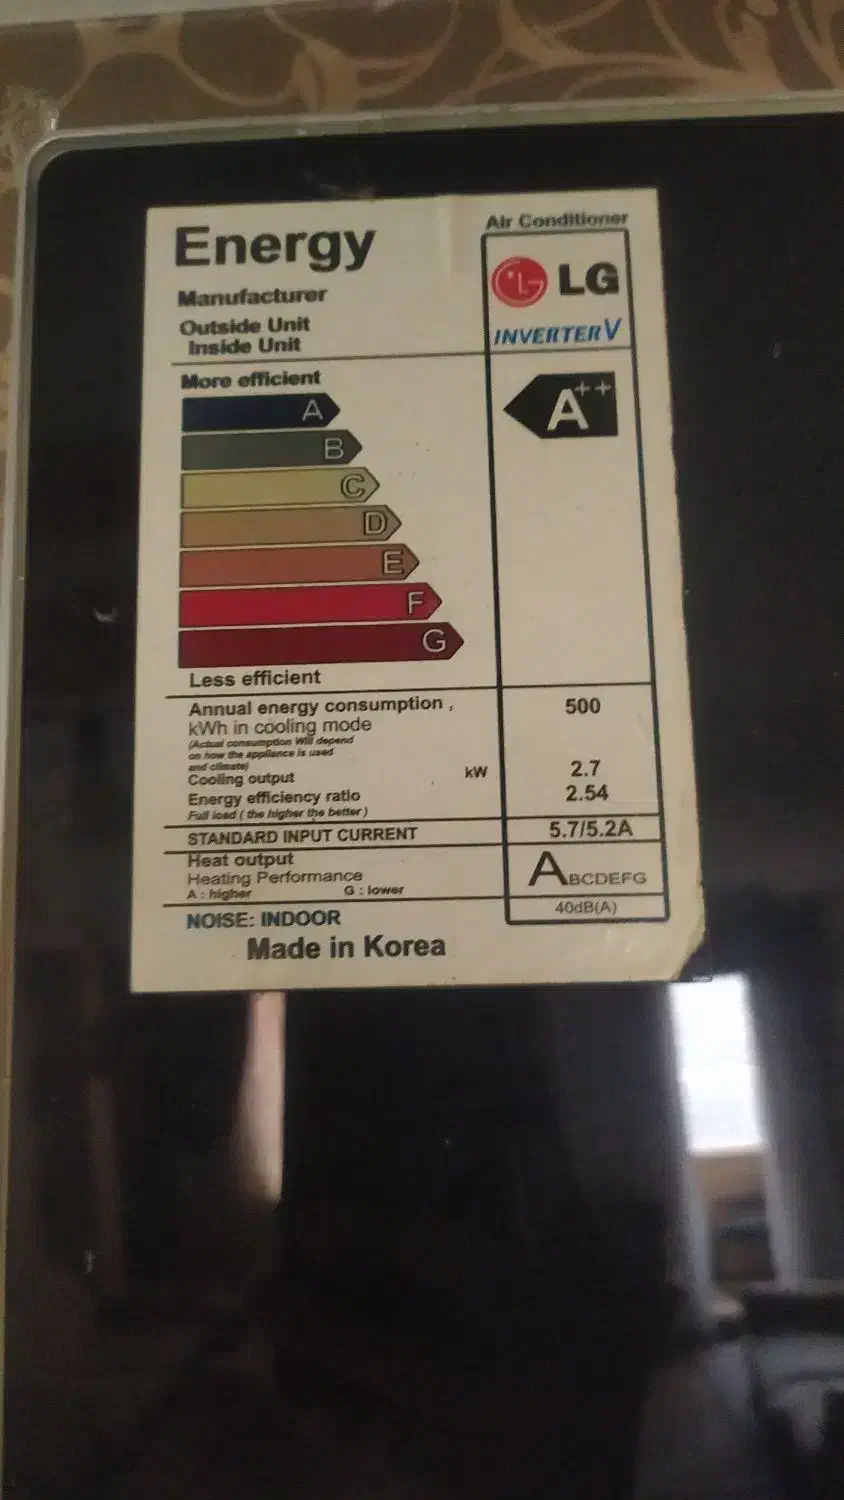 Air Conditioner
Energy
LG
Manufacturer
Outside Unit
Inside Unit
INVERTER V
More efficient
A++
A
B
C
D
E
F
G
Less efficient
Annual energy consumption , 500
kWh in cooling mode
(Actual consumption Will depend
on how the appliance is used
and climate)
Cooling output kW 2.7
Energy efficiency ratio 2.54
Full load ( the higher the better )
STANDARD INPUT CURRENT 5.7/5.2A
Heat output
Heating Performance ABCDEFG
A : higher G : lower
NOISE: INDOOR 40dB(A)
Made in Korea